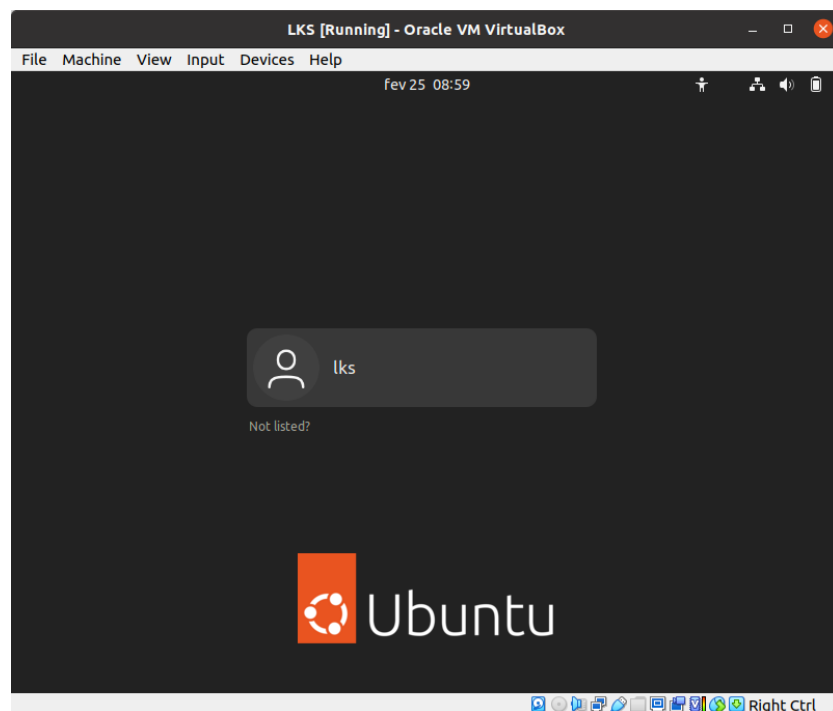 LKS [Running] - Oracle VM VirtualBox
File Machine View Input Devices Help
fev 25 08:59
lks
Not listed?
Ubuntu
Right Ctrl